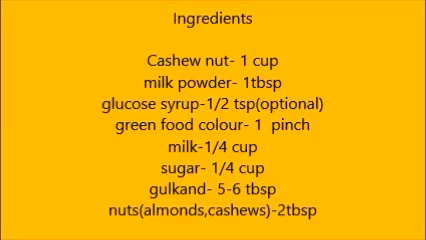 Ingredients
Cashew nut- 1 cup
milk powder- 1tbsp
glucose syrup-1/2 tsp(optional)
green food colour- 1  pinch
milk-1/4 cup
sugar- 1/4 cup
gulkand- 5-6 tbsp
nuts(almonds,cashews)-2tbsp